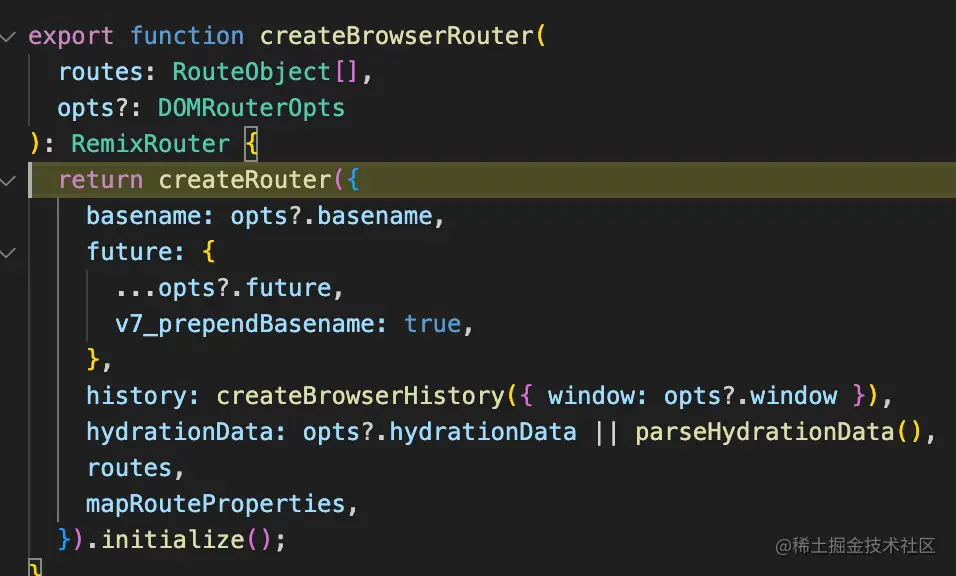 export function createBrowserRouter(
routes: RouteObject[],
opts?: DOMRouterOpts
): RemixRouter {
return createRouter({
basename: opts?.basename,
future: {
...opts?.future,
v7_prependBasename: true,
},
history: createBrowserHistory({ window: opts?.window }),
hydrationData: opts?.hydrationData || parseHydrationData(),
routes,
mapRouteProperties,
}).initialize();
}
@稀土掘金技术社区